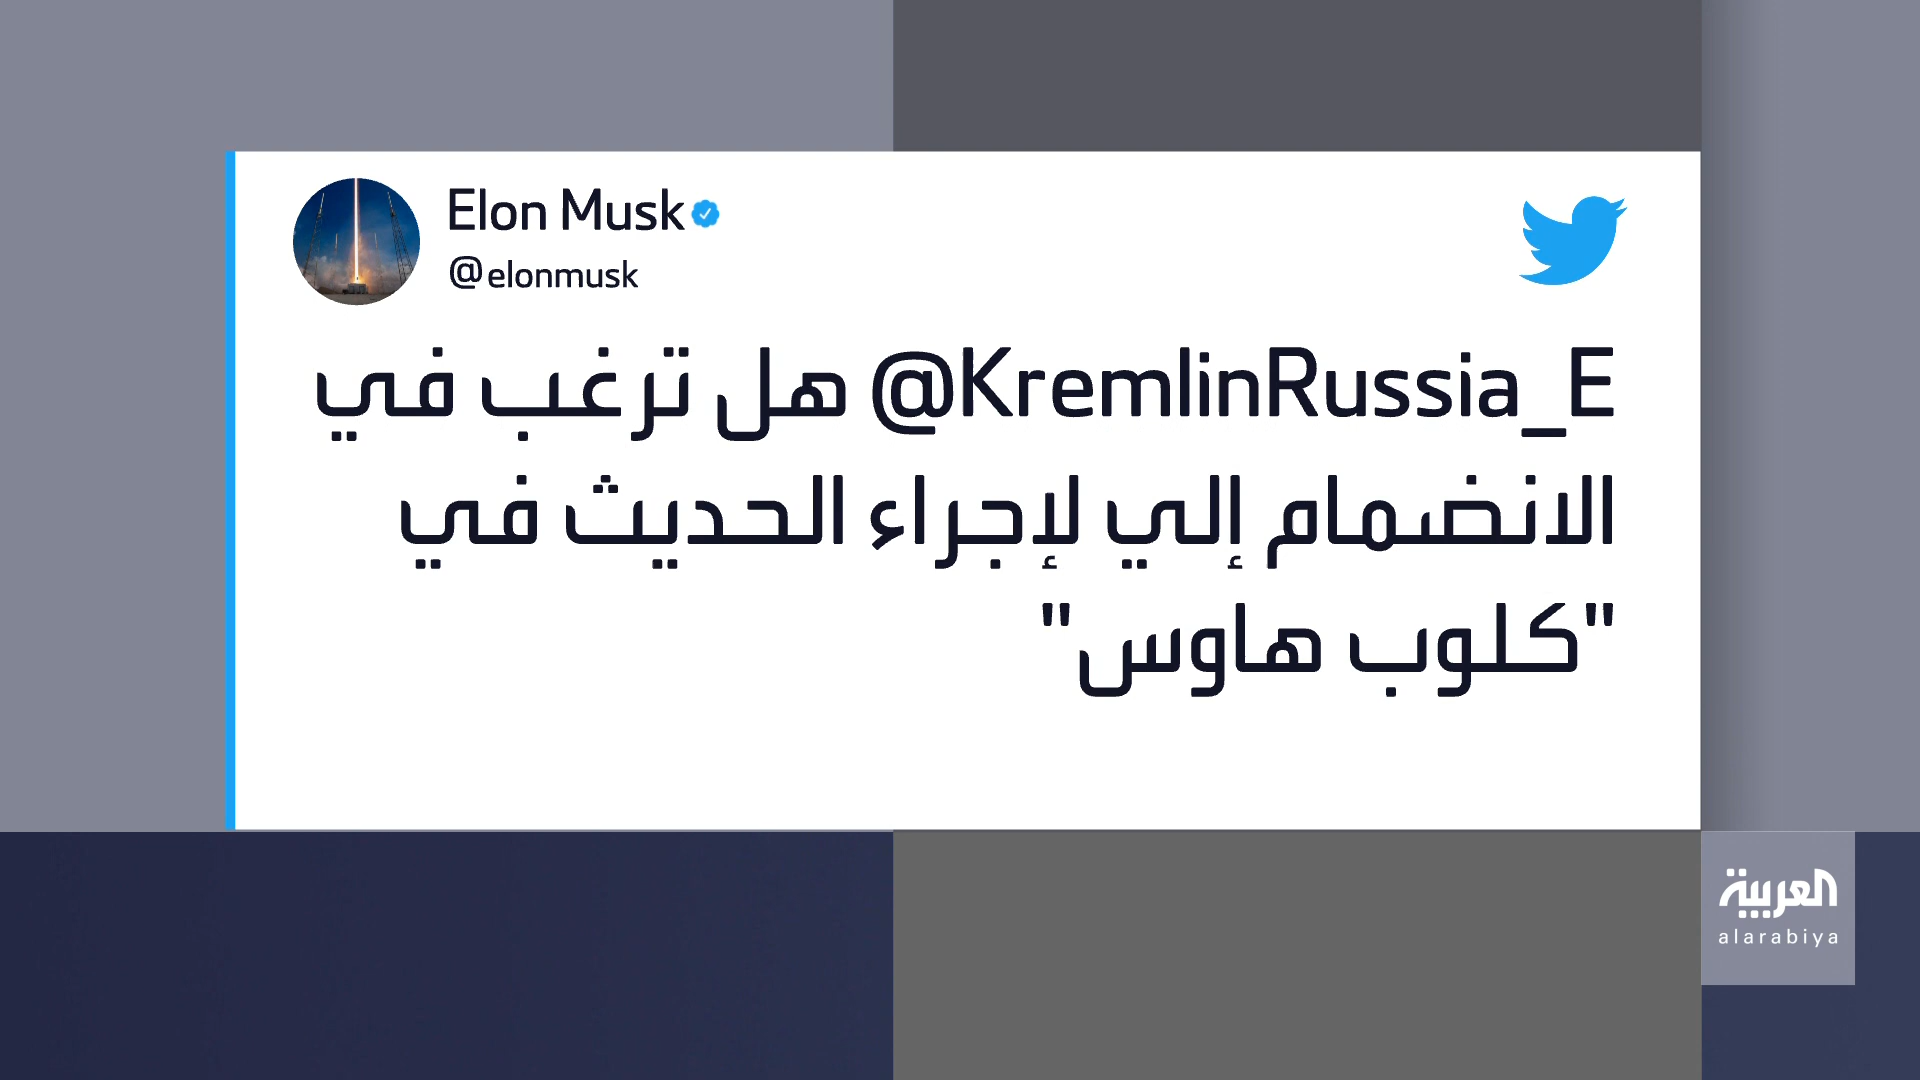 Elon Musk
@elonmusk
@KremlinRussia_E هل ترغب في
الانضمام إلي لإجراء الحديث في
"كلوب هاوس"
العربية
alarabiya